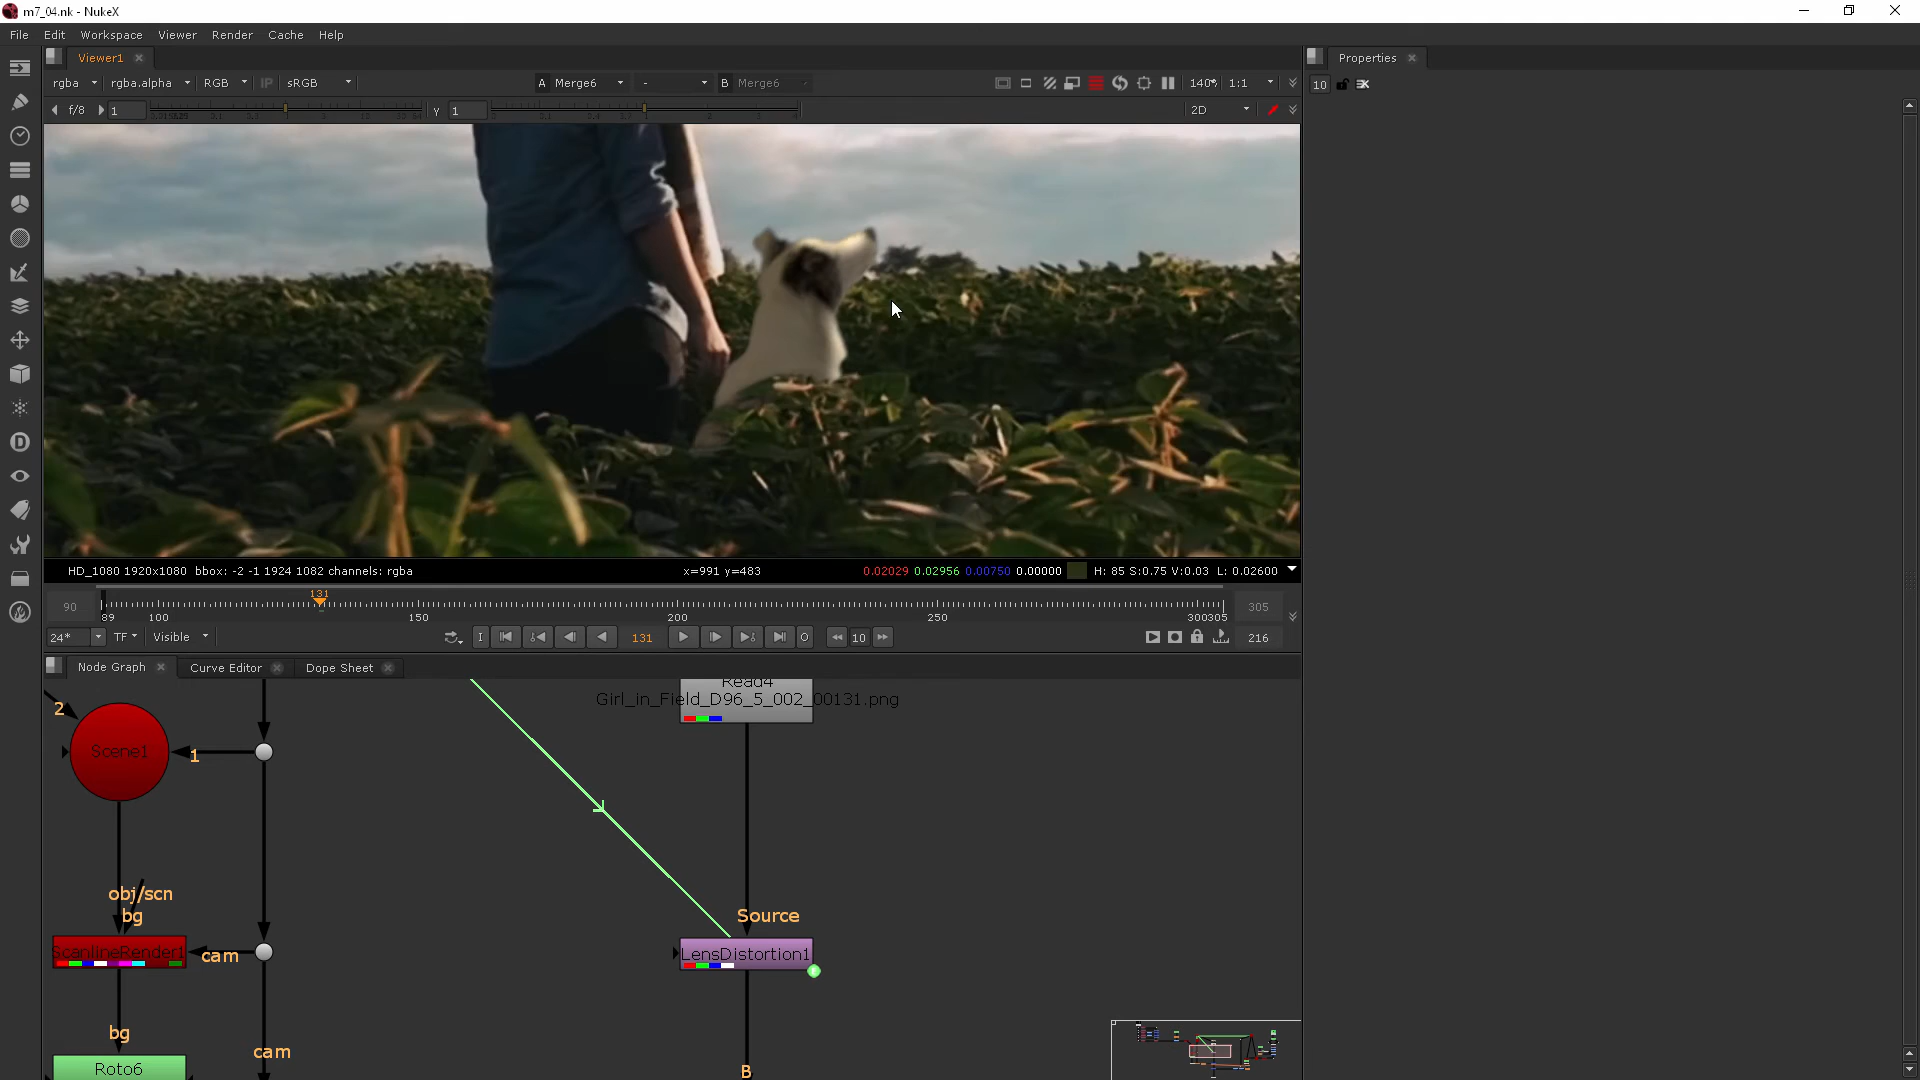 m7_04.nk - NukeX
File Edit Workspace Viewer Render Cache Help
Viewer1
Properties
rgba rgba.alpha RGB IP sRGB A Merge6 - B Merge6 1:1
10
f/8 1 Y 1 2D
HD_1080 1920x1080 bbox: -2 -1 1924 1082 channels: rgba x=991 y=483 0.02029 0.02956 0.00750 0.00000 H: 85 S:0.75 V:0.03 L: 0.02600
131
90 305
89 100 150 200 250 300305
24* TF Visible I 131 O 10 216
Node Graph Curve Editor Dope Sheet
Read4
Girl_in_Field_D96_5_002_00131.png
2
Scene1
1
obj/scn
bg
Source
ScanlineRender1
cam
LensDistortion1
bg
cam
Roto6
B